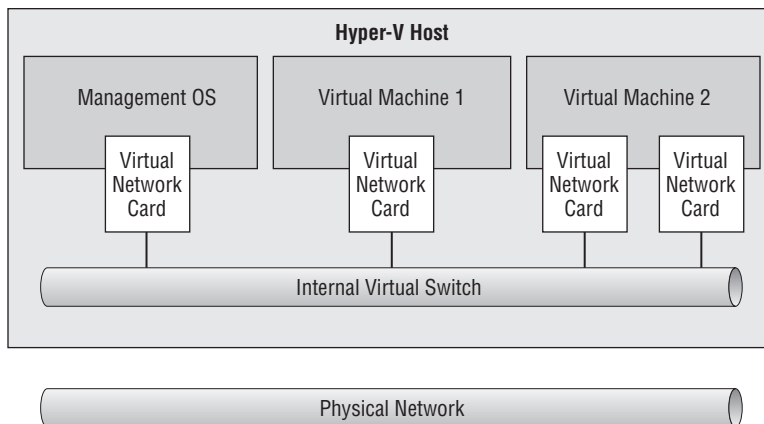 Hyper-V Host
Management OS
Virtual Machine 1
Virtual Machine 2
Virtual
Network
Card
Virtual
Network
Card
Virtual
Network
Card
Virtual
Network
Card
Internal Virtual Switch
Physical Network